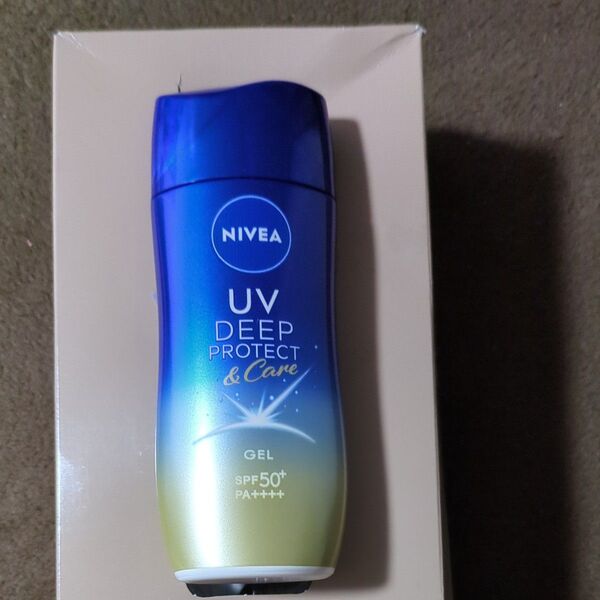 NIVEA
UV
DEEP
PROTECT
& Care
GEL
SPF50+
PA++++